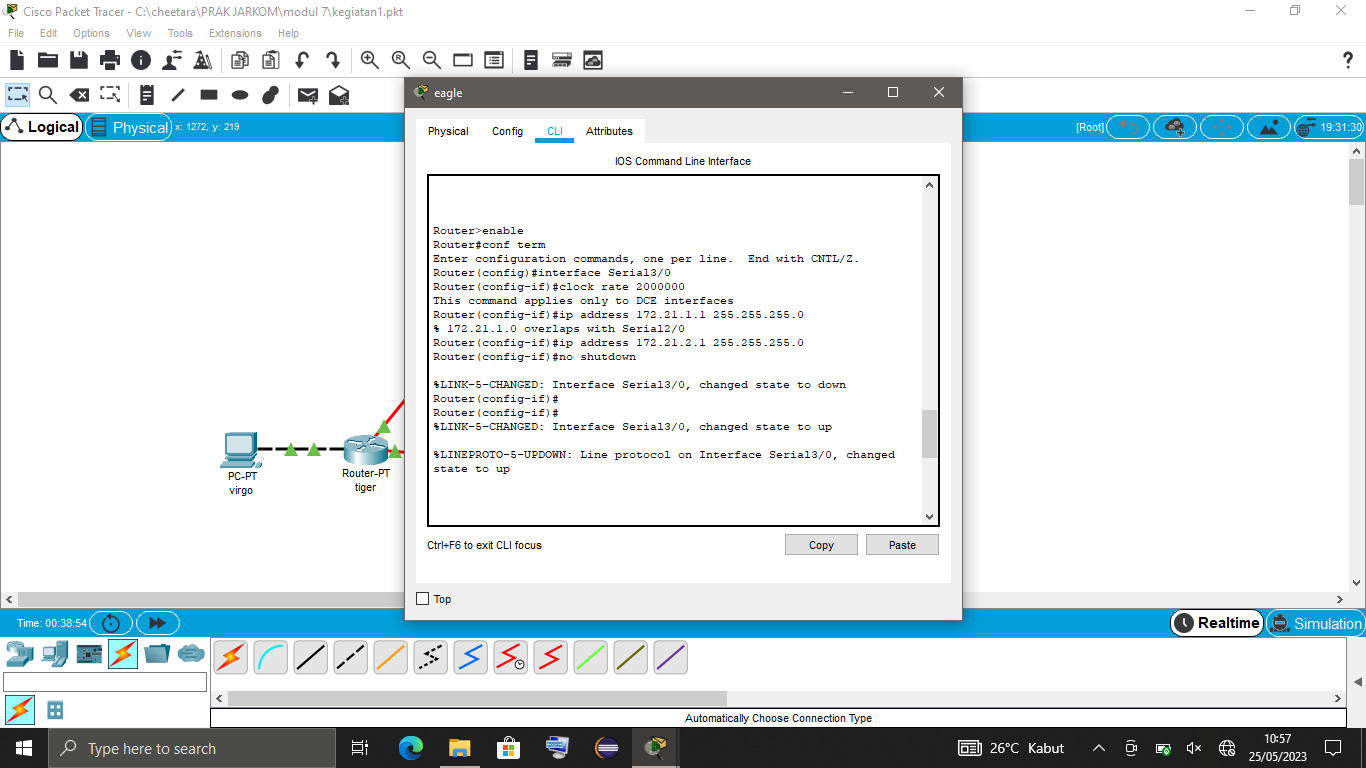 Cisco Packet Tracer - C:\cheetara\PRAK JARKOM\modul 7\kegiatan1.pkt
File Edit Options View Tools Extensions Help
?
eagle
Logical Physical x: 1272, y: 219
[Root] 19:31:30
Physical Config CLI Attributes
IOS Command Line Interface
Router>enable
Router#conf term
Enter configuration commands, one per line.  End with CNTL/Z.
Router(config)#interface Serial3/0
Router(config-if)#clock rate 2000000
This command applies only to DCE interfaces
Router(config-if)#ip address 172.21.1.1 255.255.255.0
% 172.21.1.0 overlaps with Serial2/0
Router(config-if)#ip address 172.21.2.1 255.255.255.0
Router(config-if)#no shutdown
%LINK-5-CHANGED: Interface Serial3/0, changed state to down
Router(config-if)#
Router(config-if)#
%LINK-5-CHANGED: Interface Serial3/0, changed state to up
%LINEPROTO-5-UPDOWN: Line protocol on Interface Serial3/0, changed
state to up
PC-PT
virgo
Router-PT
tiger
Ctrl+F6 to exit CLI focus
Copy Paste
Top
Time: 00:38:54
Realtime Simulation
Automatically Choose Connection Type
Type here to search
26°C Kabut
10:57
25/05/2023